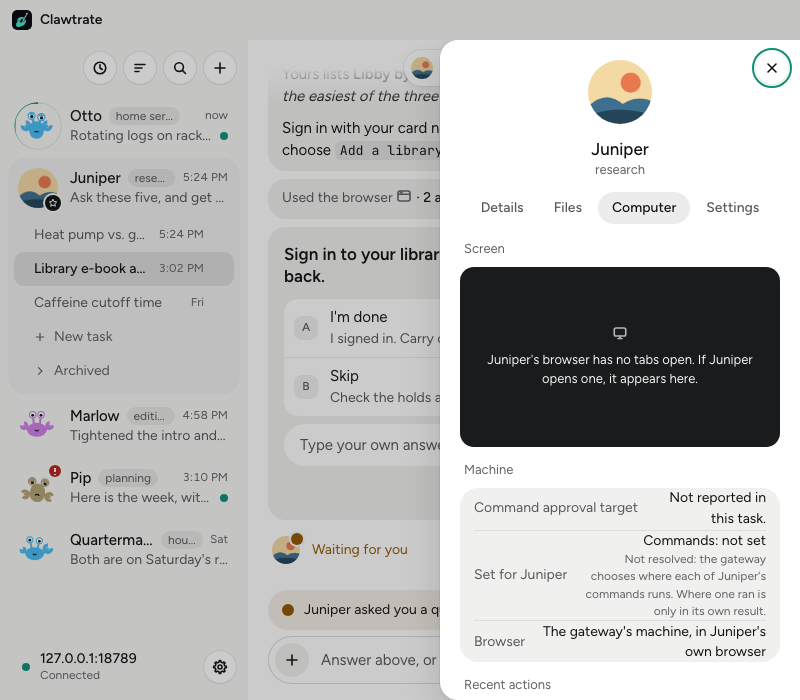 Clawtrate
Otto home ser... now
Rotating logs on rack...
Juniper rese... 5:24 PM
Ask these five, and get ...
Heat pump vs. g... 5:24 PM
Library e-book a... 3:02 PM
Caffeine cutoff time Fri
+ New task
Archived
Marlow editi... 4:58 PM
Tightened the intro and...
Pip planning 3:10 PM
Here is the week, wit...
Quarterma... hou... Sat
Both are on Saturday's r...
127.0.0.1:18789
Connected
Yours lists Libby by
the easiest of the three
Sign in with your card n
choose Add a library
Used the browser · 2 a
Sign in to your librar
back.
A I'm done
I signed in. Carry o
B Skip
Check the holds a
Type your own answe
Waiting for you
Juniper asked you a q
Answer above, or
Juniper
research
Details Files Computer Settings
Screen
Juniper's browser has no tabs open. If Juniper
opens one, it appears here.
Machine
Command approval target Not reported in
this task.
Set for Juniper Commands: not set
Not resolved: the gateway
chooses where each of Juniper's
commands runs. Where one ran is
only in its own result.
Browser The gateway's machine, in Juniper's
own browser
Recent actions